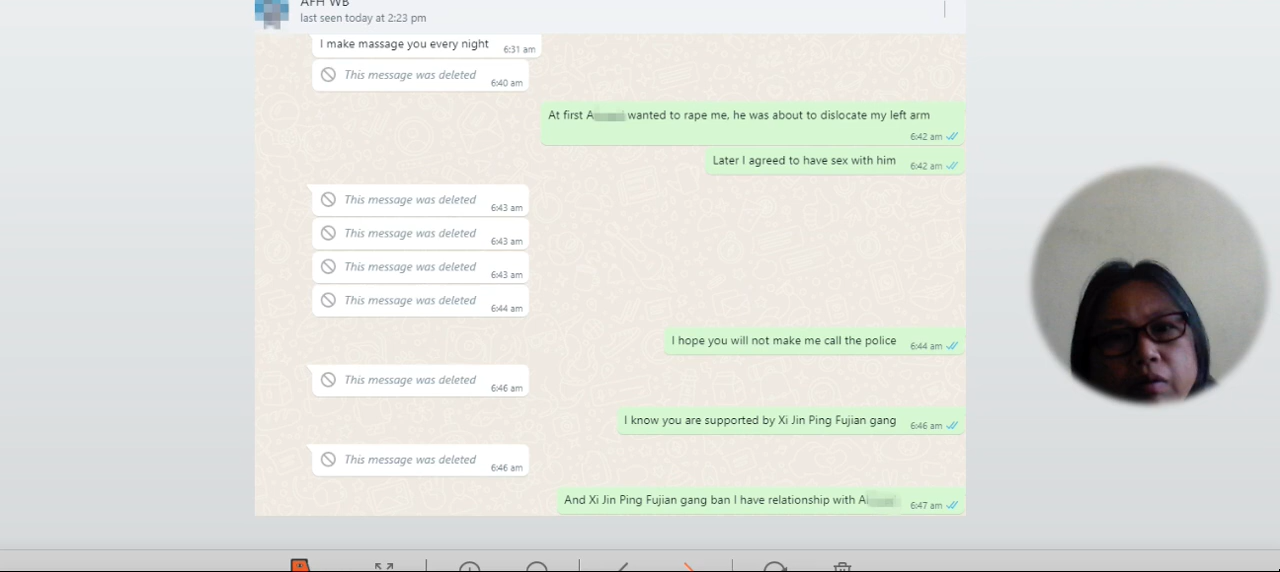 AFH WB
last seen today at 2:23 pm
I make massage you every night 6:31 am
This message was deleted 6:40 am
At first A wanted to rape me, he was about to dislocate my left arm
6:42 am
Later I agreed to have sex with him 6:42 am
This message was deleted 6:43 am
This message was deleted 6:43 am
This message was deleted 6:43 am
This message was deleted 6:44 am
I hope you will not make me call the police 6:44 am
This message was deleted 6:46 am
I know you are supported by Xi Jin Ping Fujian gang 6:46 am
This message was deleted 6:46 am
And Xi Jin Ping Fujian gang ban I have relationship with A 6:47 am